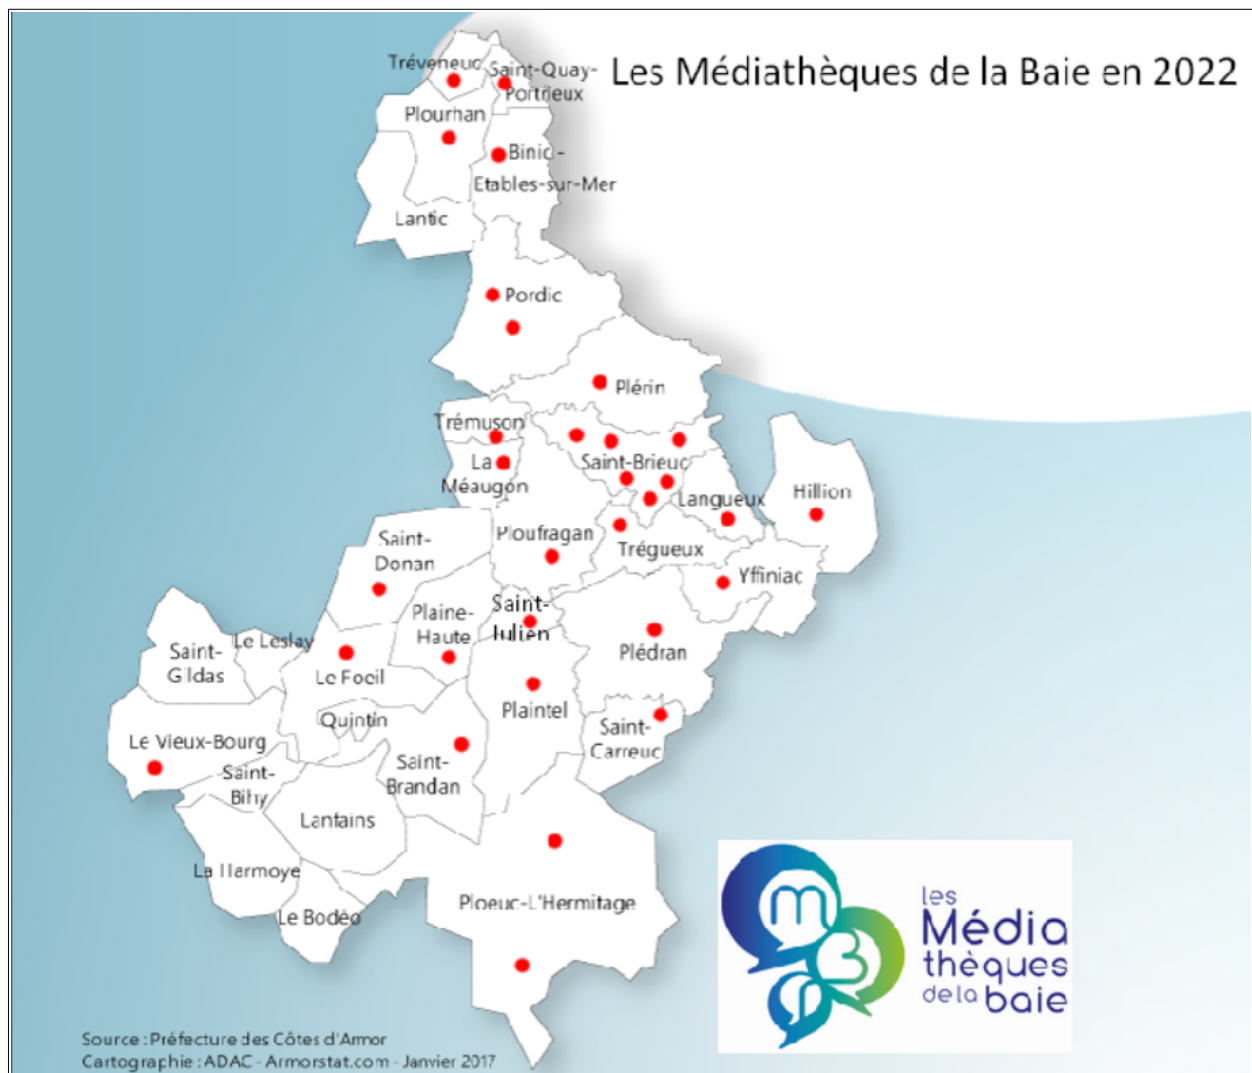 Les Médiathèques de la Baie en 2022
Tréveneuc
Saint-Quay-
Portrieux
Plourhan
Binic-
Etables-sur-Mer
Lantic
Pordic
Plérin
Trémuson
La
Méaugon
Saint-Brieuc
Langueux
Hillion
Ploufragan
Trégueux
Yffiniac
Saint-
Donan
Plaine-
Haute
Saint-
Julien
Plédran
Saint-
Gildas
Le Leslay
Le Foeil
Quintin
Plaintel
Saint-
Carreuc
Le Vieux-Bourg
Saint-
Bihy
Saint-
Brandan
Lanfains
La Harmoye
Le Bodéo
Ploeuc-L'Hermitage
les
Média
thèques
de la baie
Source : Préfecture des Côtes d'Armor
Cartographie : ADAC - Armorstat.com - Janvier 2017